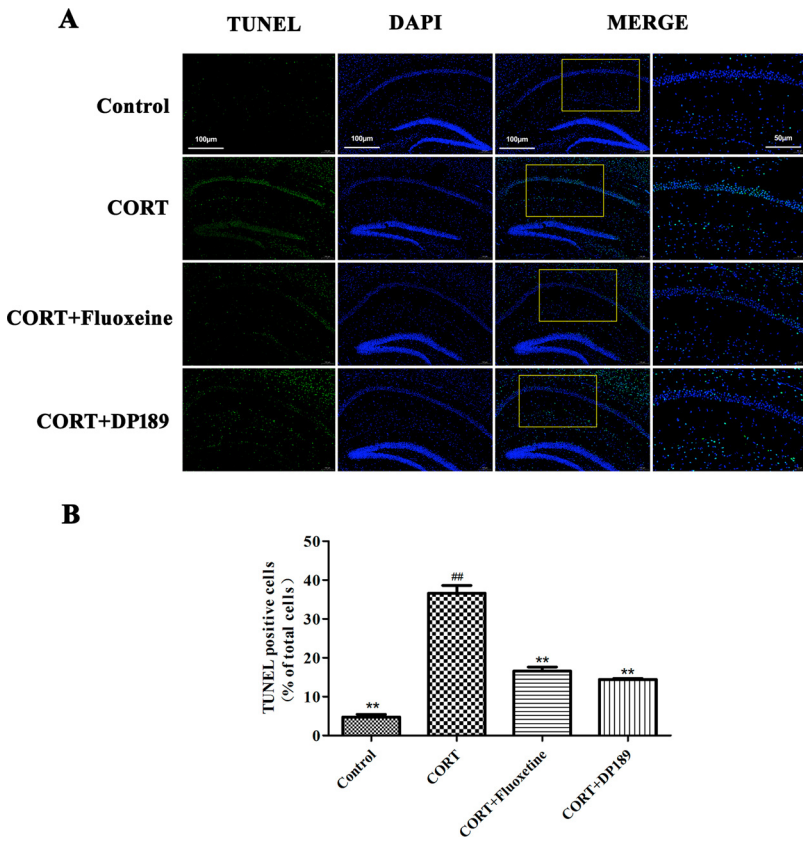 A
TUNEL DAPI MERGE
Control
100μm 100μm 100μm 50μm
CORT
CORT+Fluoxeine
CORT+DP189
B
TUNEL positive cells
(% of total cells)
50
40
30
20
10
0
**
##
**
**
Control
CORT
CORT+Fluoxetine
CORT+DP189